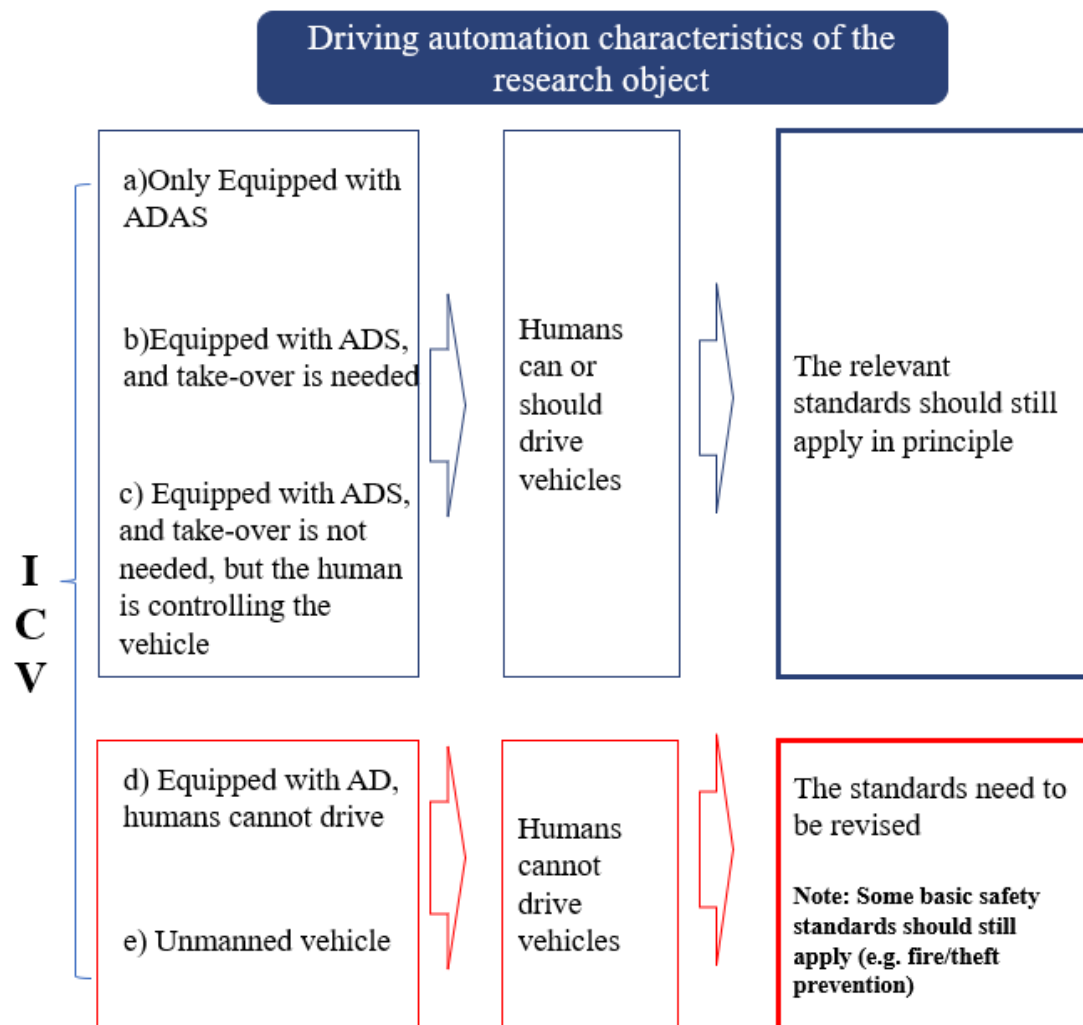 Driving automation characteristics of the
research object
I
C
V
a)Only Equipped with
ADAS
b)Equipped with ADS,
and take-over is needed
c) Equipped with ADS,
and take-over is not
needed, but the human
is controlling the
vehicle
Humans
can or
should
drive
vehicles
The relevant
standards should still
apply in principle
d) Equipped with AD,
humans cannot drive
e) Unmanned vehicle
Humans
cannot
drive
vehicles
The standards need to
be revised
Note: Some basic safety
standards should still
apply (e.g. fire/theft
prevention)